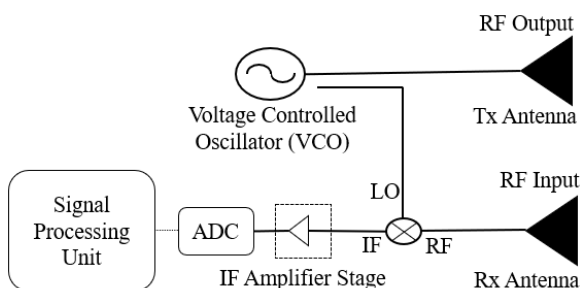 RF Output
Voltage Controlled
Oscillator (VCO)
Tx Antenna
LO
RF Input
Signal
Processing
Unit
ADC
IF
RF
IF Amplifier Stage
Rx Antenna